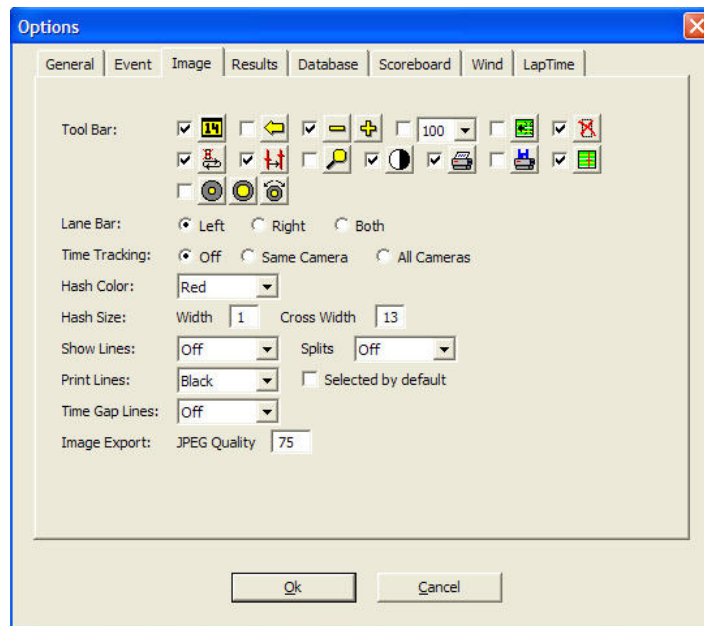 Options
General Event Image Results Database Scoreboard Wind LapTime
Tool Bar: 14 100
Lane Bar: Left Right Both
Time Tracking: Off Same Camera All Cameras
Hash Color: Red
Hash Size: Width 1 Cross Width 13
Show Lines: Off Splits Off
Print Lines: Black Selected by default
Time Gap Lines: Off
Image Export: JPEG Quality 75
Ok Cancel